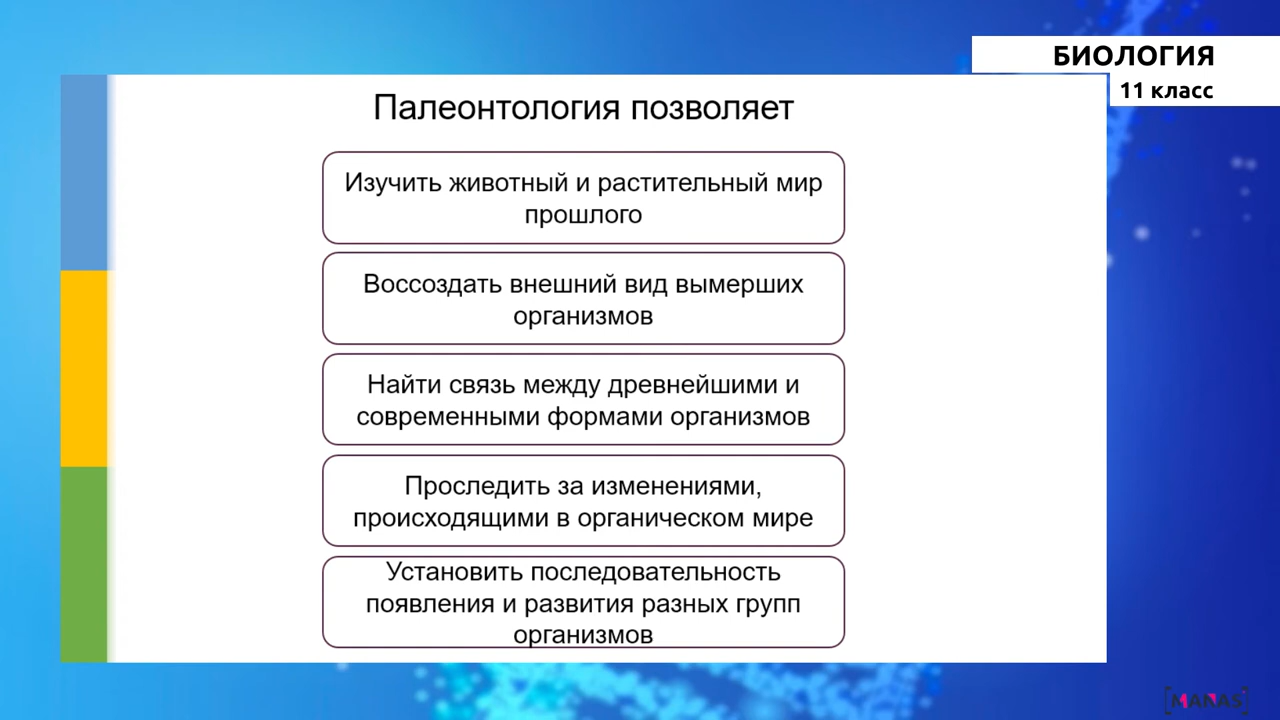 БИОЛОГИЯ
11 класс
Палеонтология позволяет
Изучить животный и растительный мир
прошлого
Воссоздать внешний вид вымерших
организмов
Найти связь между древнейшими и
современными формами организмов
Проследить за изменениями,
происходящими в органическом мире
Установить последовательность
появления и развития разных групп
организмов
MANAS